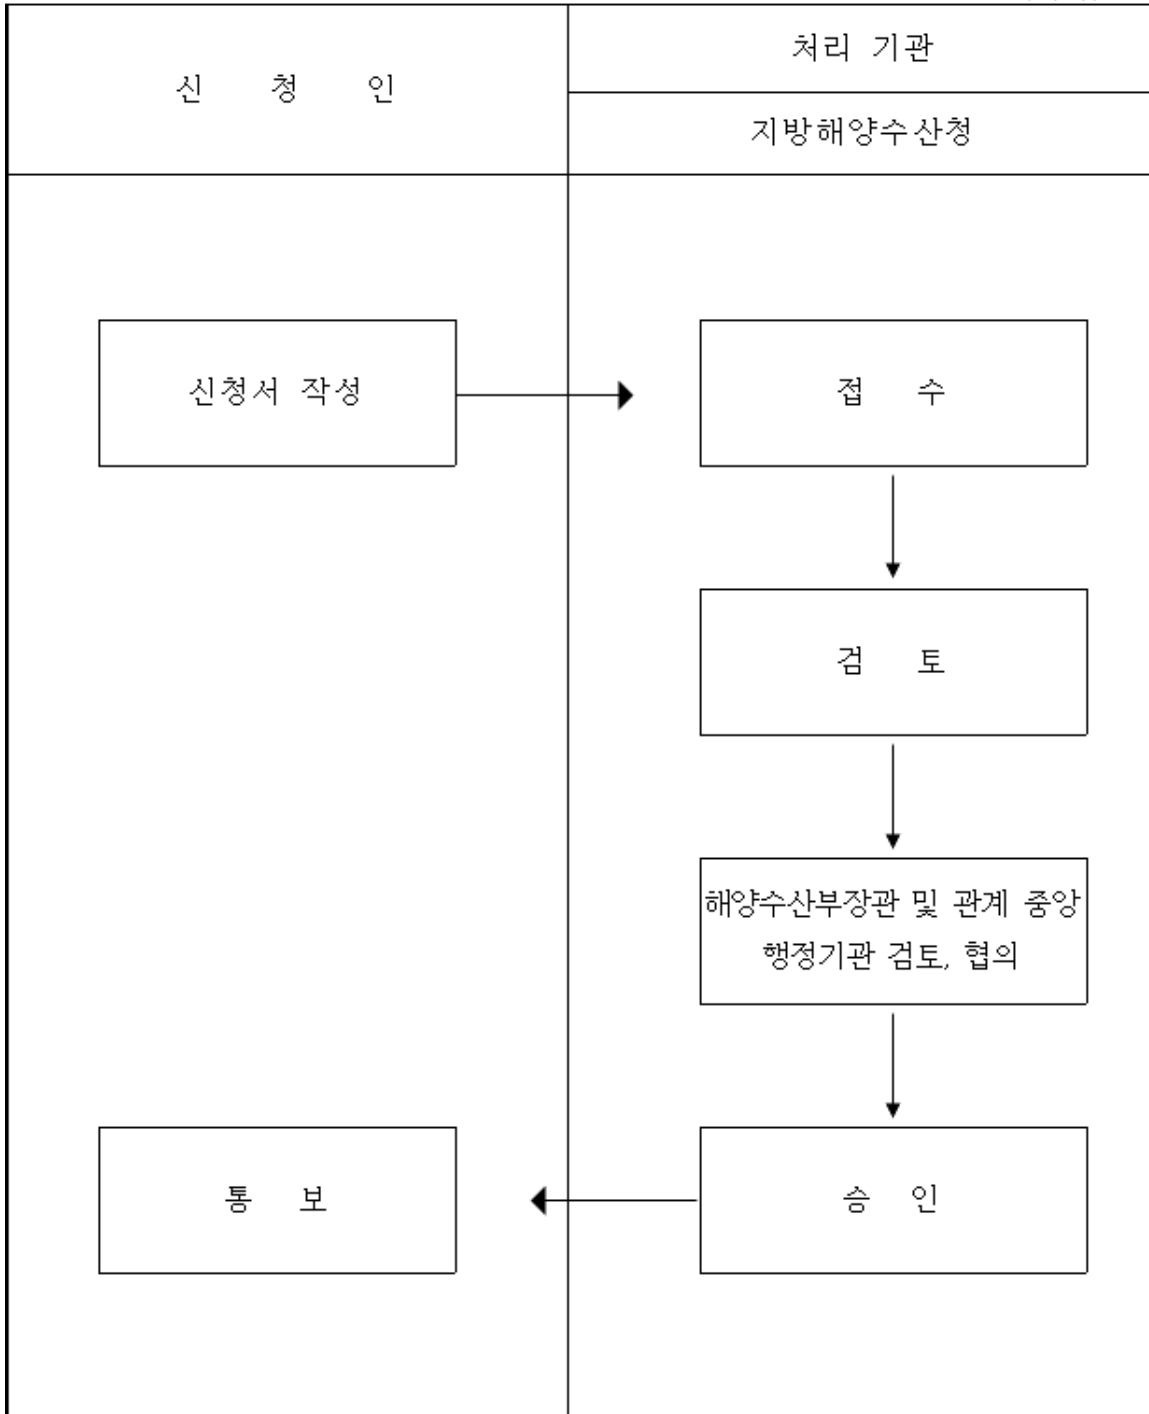 신 청 인
처리 기관
지방해양수산청
신청서 작성
접 수
검 토
해양수산부장관 및 관계 중앙
행정기관 검토, 협의
승 인
통 보